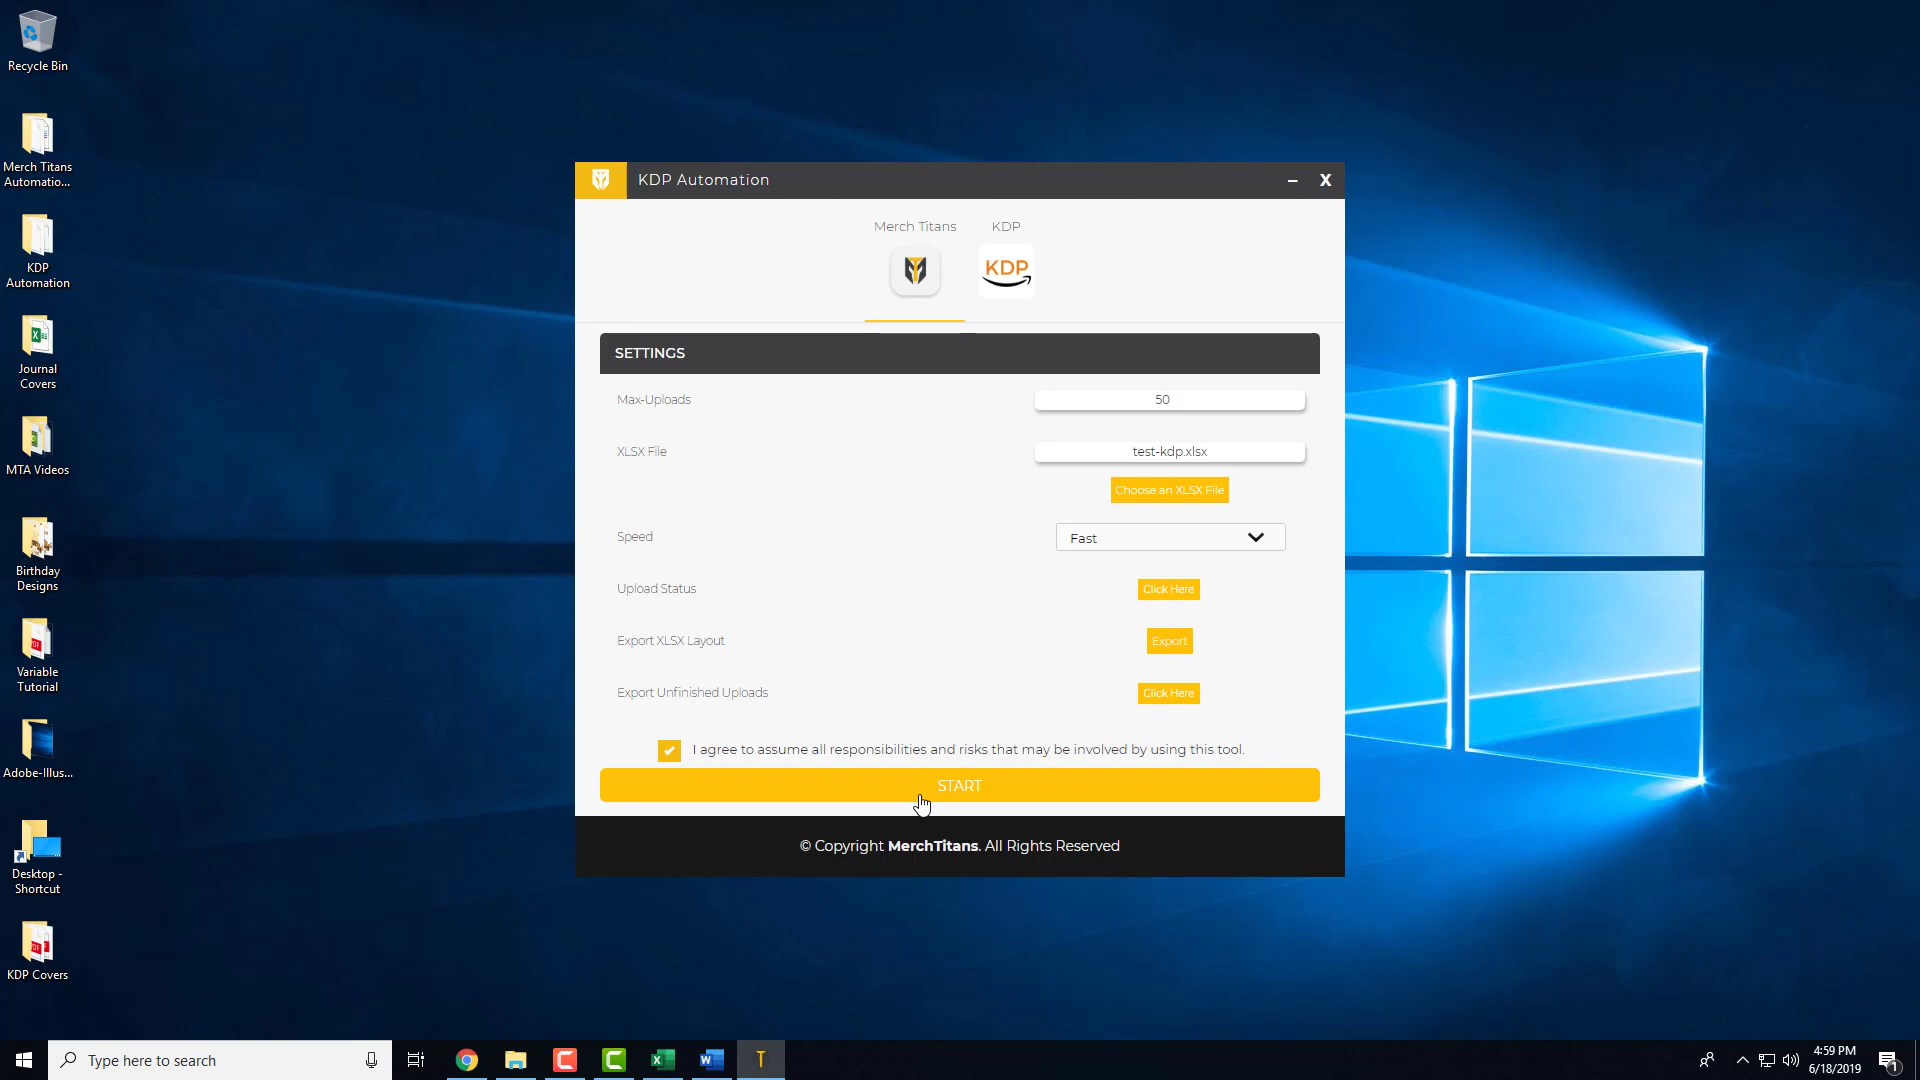 Recycle Bin
Merch Titans
Automatio...
KDP
Automation
Journal
Covers
MTA Videos
Birthday
Designs
Variable
Tutorial
Adobe-Illus...
Desktop -
Shortcut
KDP Covers
KDP Automation
– X
Merch Titans KDP
KDP
SETTINGS
Max-Uploads 50
XLSX File test-kdp.xlsx
Choose an XLSX File
Speed Fast
Upload Status Click Here
Export XLSX Layout Export
Export Unfinished Uploads Click Here
I agree to assume all responsibilities and risks that may be involved by using this tool.
START
© Copyright MerchTitans. All Rights Reserved
Type here to search
4:59 PM
6/18/2019
1